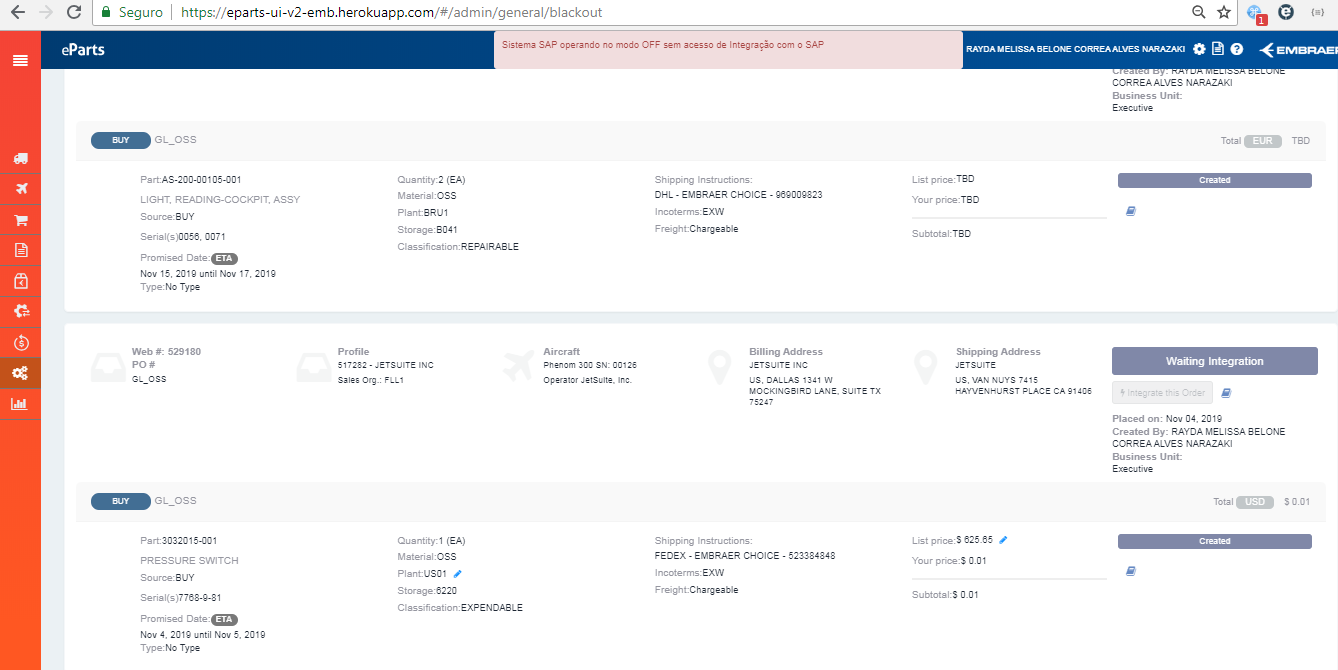 Seguro
https://eparts-ui-v2-emb.herokuapp.com/#/admin/general/blackout
1
eParts
Sistema SAP operando no modo OFF sem acesso de Integração com o SAP
RAYDA MELISSA BELONE CORREA ALVES NARAZAKI
EMBRAER
Created By: RAYDA MELISSA BELONE
CORREA ALVES NARAZAKI
Business Unit:
Executive
BUY GL_OSS
Total EUR TBD
Part:AS-200-00105-001
LIGHT, READING-COCKPIT, ASSY
Source:BUY
Serial(s)0056, 0071
Promised Date: ETA
Nov 15, 2019 until Nov 17, 2019
Type:No Type
Quantity:2 (EA)
Material:OSS
Plant:BRU1
Storage:B041
Classification:REPAIRABLE
Shipping Instructions:
DHL - EMBRAER CHOICE - 969009823
Incoterms:EXW
Freight:Chargeable
List price:TBD
Your price:TBD
Subtotal:TBD
Created
Web #: 529180
PO #
GL_OSS
Profile
517282 - JETSUITE INC
Sales Org.: FLL1
Aircraft
Phenom 300 SN: 00126
Operator JetSuite, Inc.
Billing Address
JETSUITE INC
US, DALLAS 1341 W
MOCKINGBIRD LANE, SUITE TX
75247
Shipping Address
JETSUITE
US, VAN NUYS 7415
HAYVENHURST PLACE CA 91406
Waiting Integration
Integrate this Order
Placed on: Nov 04, 2019
Created By: RAYDA MELISSA BELONE
CORREA ALVES NARAZAKI
Business Unit:
Executive
BUY GL_OSS
Total USD $ 0.01
Part:3032015-001
PRESSURE SWITCH
Source:BUY
Serial(s)7768-9-81
Promised Date: ETA
Nov 4, 2019 until Nov 5, 2019
Type:No Type
Quantity:1 (EA)
Material:OSS
Plant:US01
Storage:6220
Classification:EXPENDABLE
Shipping Instructions:
FEDEX - EMBRAER CHOICE - 523384848
Incoterms:EXW
Freight:Chargeable
List price:$ 625.65
Your price:$ 0.01
Subtotal:$ 0.01
Created